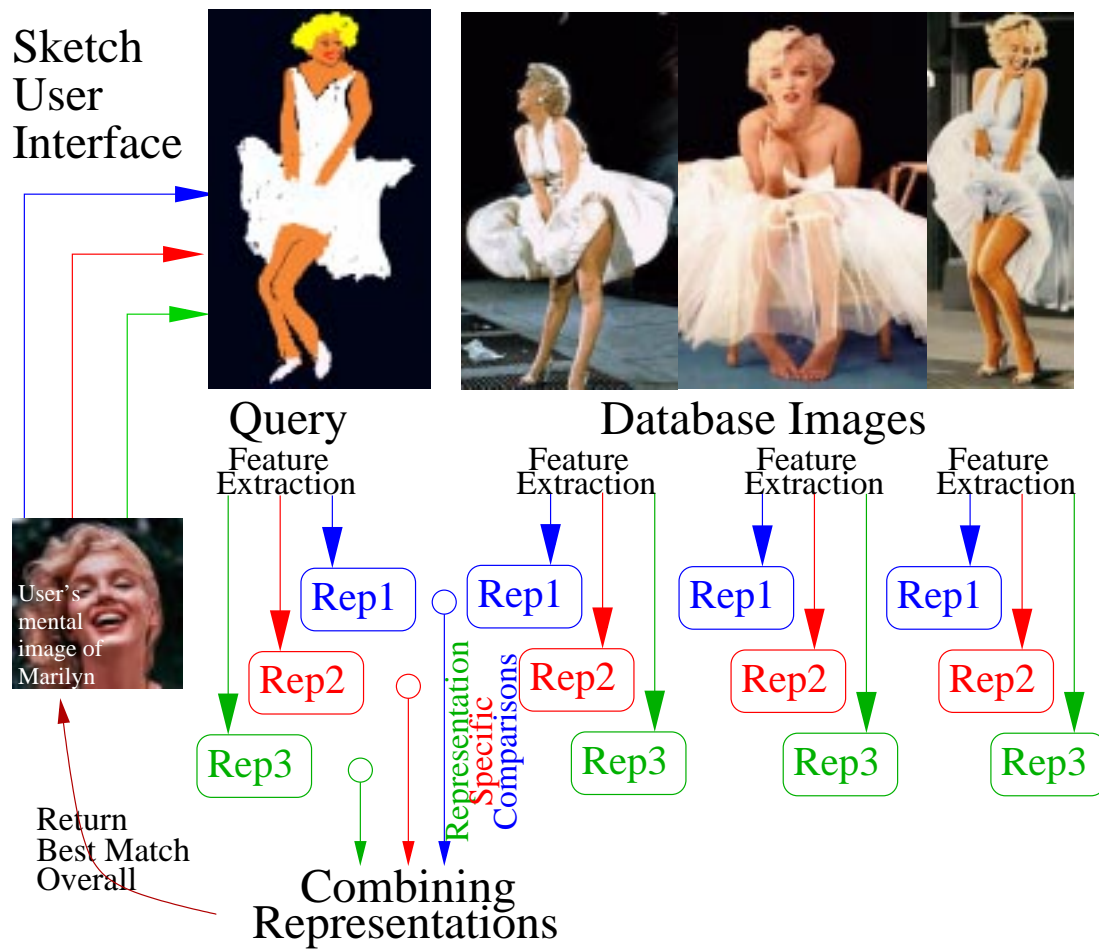 Sketch
User
Interface
Query
Database Images
Feature
Extraction
Feature
Extraction
Feature
Extraction
Feature
Extraction
User's
mental
image of
Marilyn
Rep1
Rep1
Rep1
Rep1
Rep2
Rep2
Rep2
Rep2
Rep3
Rep3
Rep3
Rep3
Representation
Specific
Comparisons
Return
Best Match
Overall
Combining
Representations